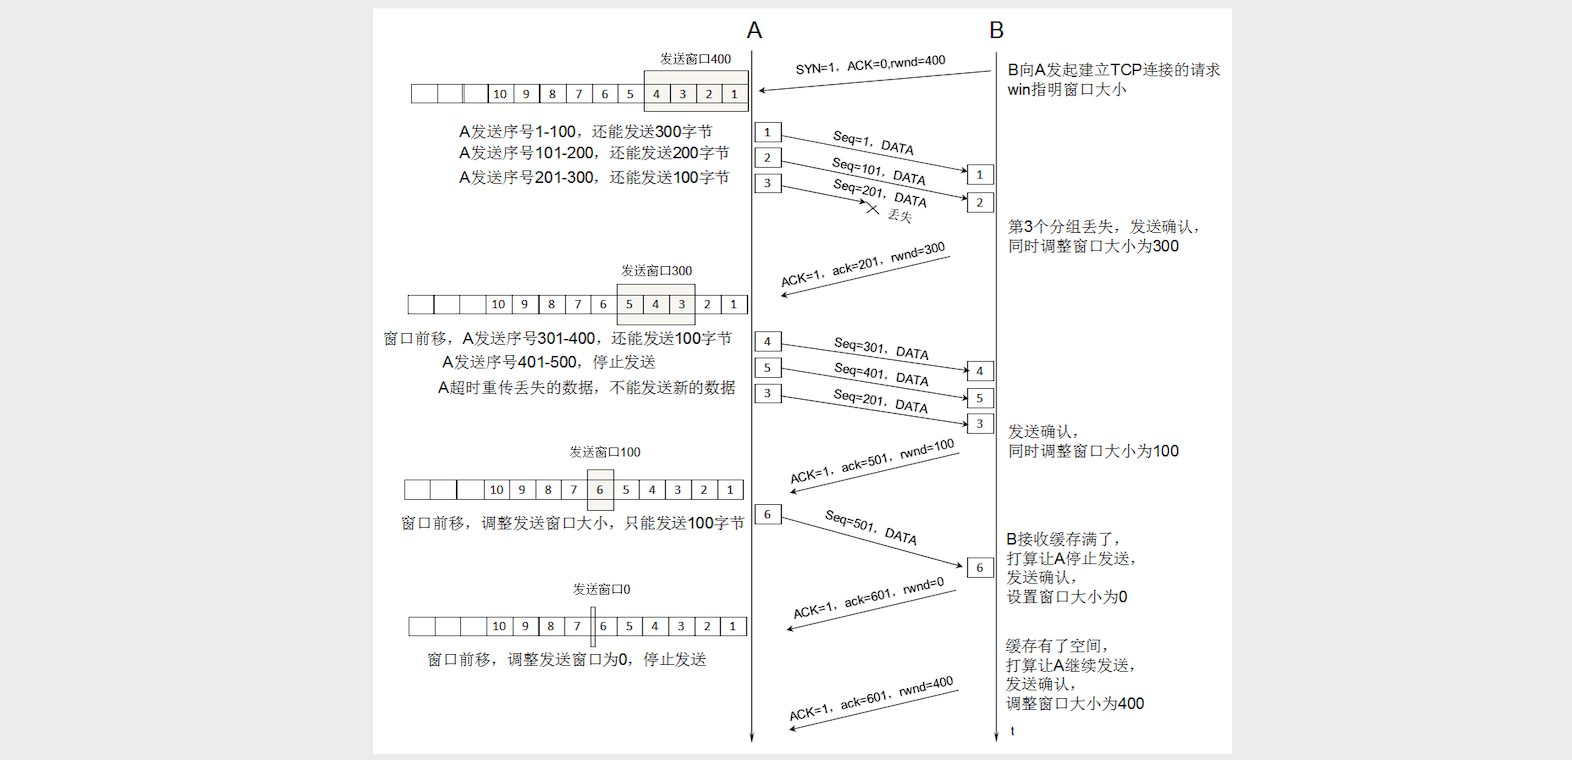 A
B
发送窗口400
SYN=1，ACK=0,rwnd=400
B向A发起建立TCP连接的请求
win指明窗口大小
10 9 8 7 6 5 4 3 2 1
A发送序号1-100，还能发送300字节
1
Seq=1，DATA
1
A发送序号101-200，还能发送200字节
2
Seq=101，DATA
2
A发送序号201-300，还能发送100字节
3
Seq=201，DATA
丢失
第3个分组丢失，发送确认，
同时调整窗口大小为300
ACK=1，ack=201，rwnd=300
发送窗口300
10 9 8 7 6 5 4 3 2 1
窗口前移，A发送序号301-400，还能发送100字节
4
Seq=301，DATA
4
A发送序号401-500，停止发送
5
Seq=401，DATA
5
A超时重传丢失的数据，不能发送新的数据
3
Seq=201，DATA
3
发送确认，
同时调整窗口大小为100
ACK=1，ack=501，rwnd=100
发送窗口100
10 9 8 7 6 5 4 3 2 1
窗口前移，调整发送窗口大小，只能发送100字节
6
Seq=501，DATA
6
B接收缓存满了，
打算让A停止发送，
发送确认，
设置窗口大小为0
ACK=1，ack=601，rwnd=0
发送窗口0
10 9 8 7 6 5 4 3 2 1
窗口前移，调整发送窗口为0，停止发送
缓存有了空间，
打算让A继续发送，
发送确认，
调整窗口大小为400
ACK=1，ack=601，rwnd=400
t